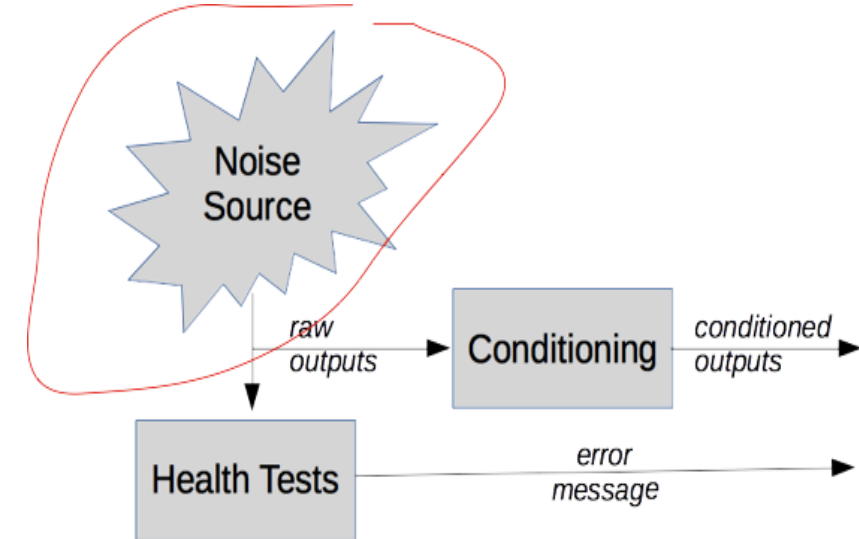 Noise
Source
raw
outputs
Conditioning
conditioned
outputs
Health Tests
error
message